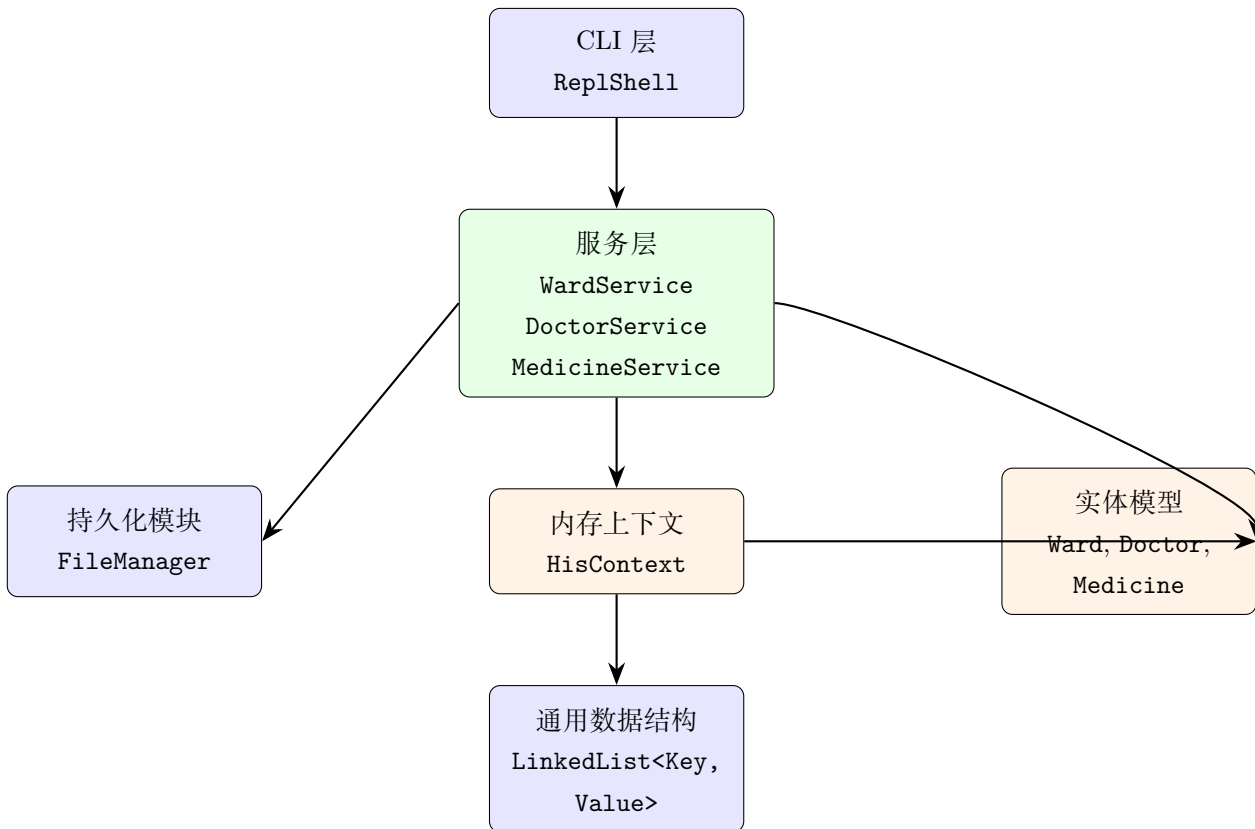 CLI 层
ReplShell
服务层
WardService
DoctorService
MedicineService
持久化模块
FileManager
内存上下文
HisContext
实体模型
Ward, Doctor,
Medicine
通用数据结构
LinkedList<Key,
Value>